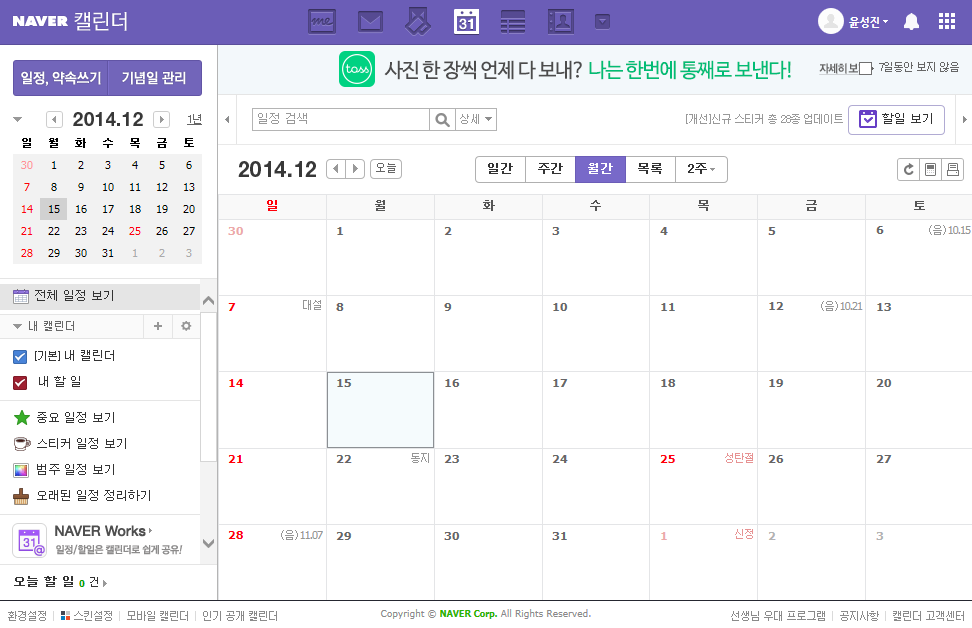 NAVER 캘린더
me
31
윤성진
일정, 약속쓰기 기념일 관리
2014.12 1년
일 월 화 수 목 금 토
30 1 2 3 4 5 6
7 8 9 10 11 12 13
14 15 16 17 18 19 20
21 22 23 24 25 26 27
28 29 30 31 1 2 3
전체 일정 보기
내 캘린더 +
[기본] 내 캘린더
내 할 일
중요 일정 보기
스티커 일정 보기
범주 일정 보기
오래된 일정 정리하기
31@
NAVER Works
일정/할일은 캘린더로 쉽게 공유!
오늘 할 일 0 건
toss 사진 한 장씩 언제 다 보내? 나는 한번에 통째로 보낸다! 자세히보 7일동안 보지 않음
일정 검색 상세 [개선]신규 스티커 총 28종 업데이트 할일 보기
2014.12 오늘 일간 주간 월간 목록 2주
일 월 화 수 목 금 토
30 1 2 3 4 5 6 (음)10.15
7 대설 8 9 10 11 12 (음)10.21 13
14 15 16 17 18 19 20
21 22 동지 23 24 25 성탄절 26 27
28 (음)11.07 29 30 31 1 신정 2 3
환경설정 스킨설정 모바일 캘린더 인기 공개 캘린더 Copyright © NAVER Corp. All Rights Reserved. 선생님 우대 프로그램 공지사항 캘린더 고객센터